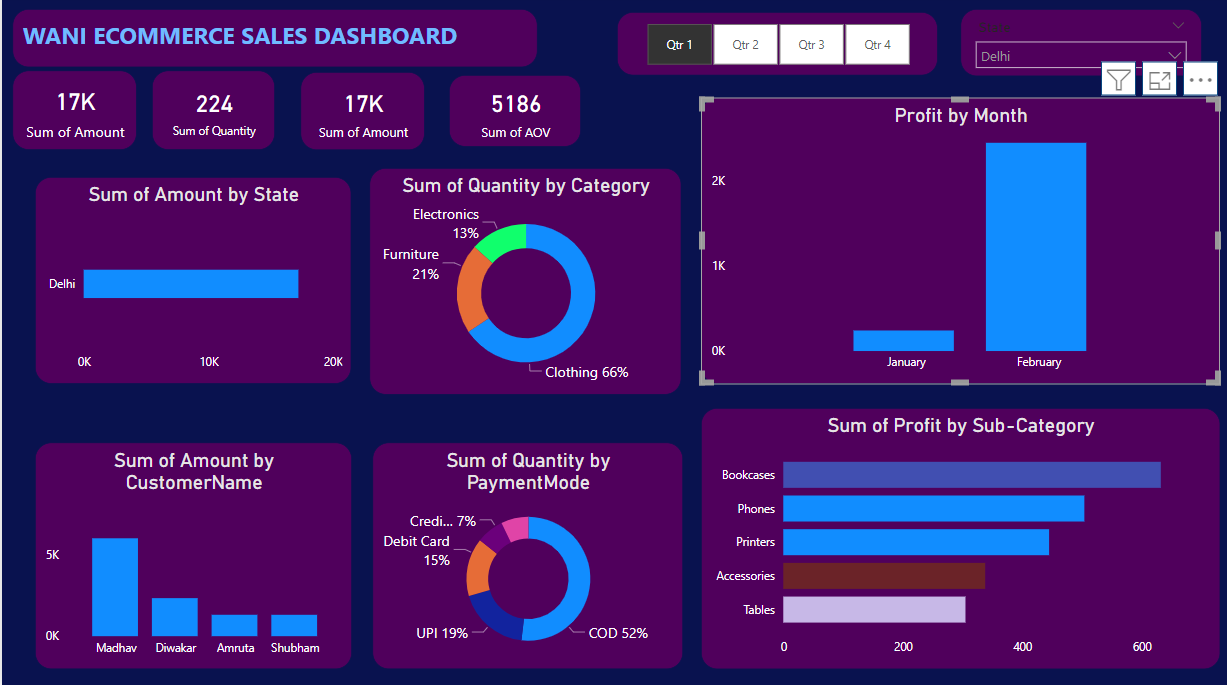 WANI ECOMMERCE SALES DASHBOARD
Qtr 1
Qtr 2
Qtr 3
Qtr 4
Delhi
17K
Sum of Amount
224
Sum of Quantity
17K
Sum of Amount
5186
Sum of AOV
Sum of Amount by State
Delhi
0K
10K
20K
Sum of Quantity by Category
Electronics
13%
Furniture
21%
Clothing 66%
Profit by Month
2K
1K
0K
January
February
Sum of Amount by
CustomerName
5K
0K
Madhav
Diwakar
Amruta
Shubham
Sum of Quantity by
PaymentMode
Credi... 7%
Debit Card
15%
UPI 19%
COD 52%
Sum of Profit by Sub-Category
Bookcases
Phones
Printers
Accessories
Tables
0
200
400
600